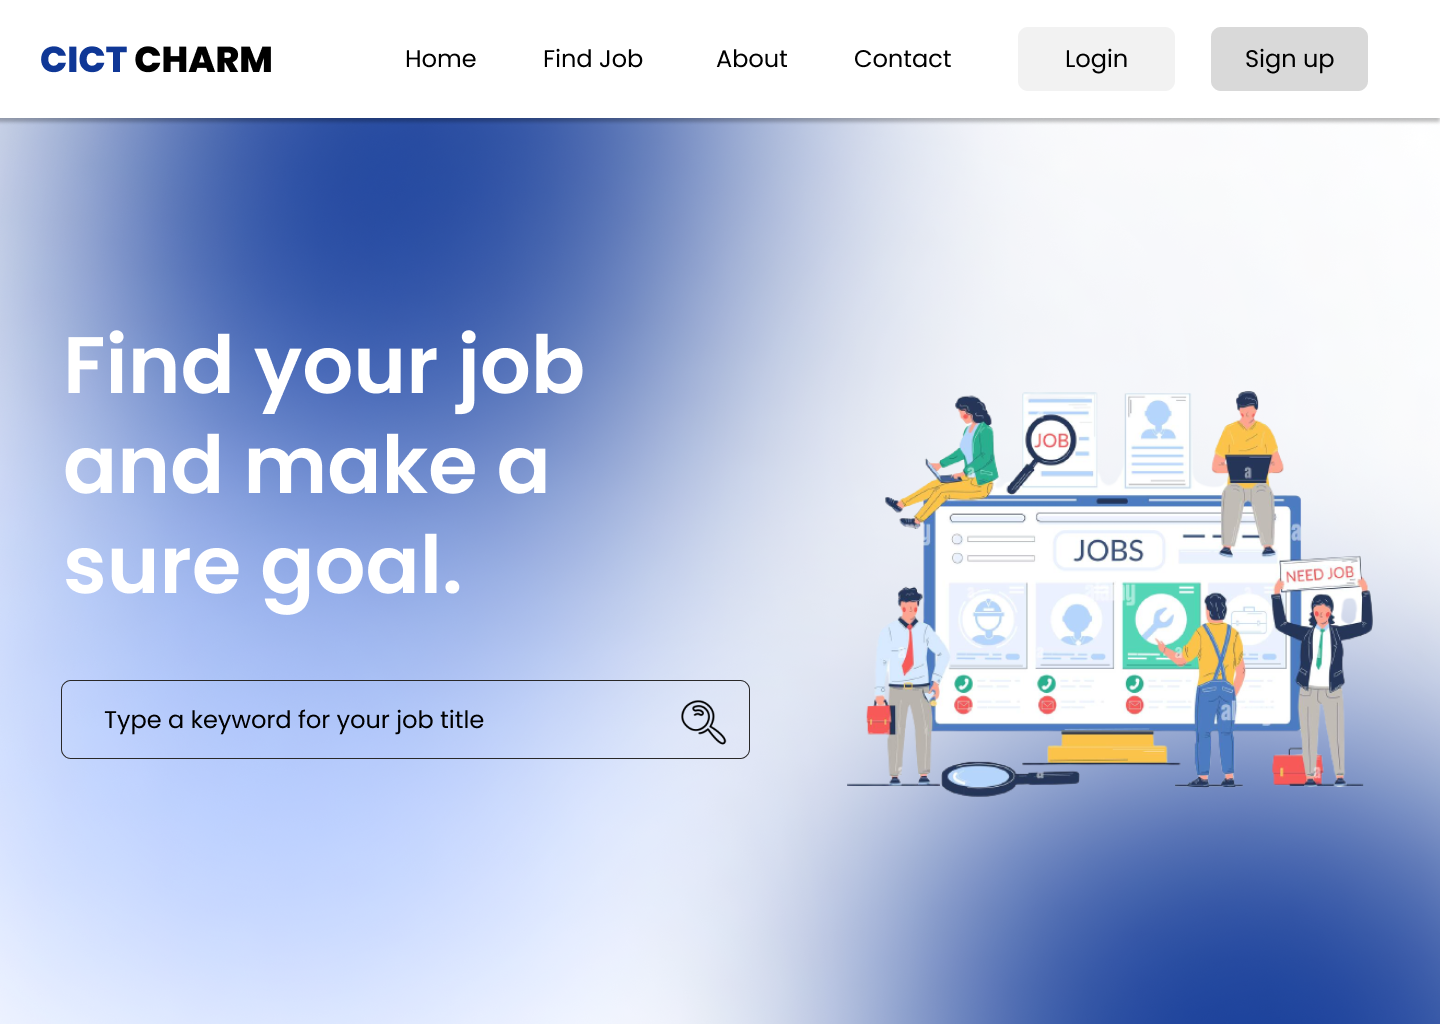 CICT CHARM
Home
Find Job
About
Contact
Login
Sign up
Find your job
and make a
sure goal.
Type a keyword for your job title
JOB
JOBS
NEED JOB
a
a
a
a
a